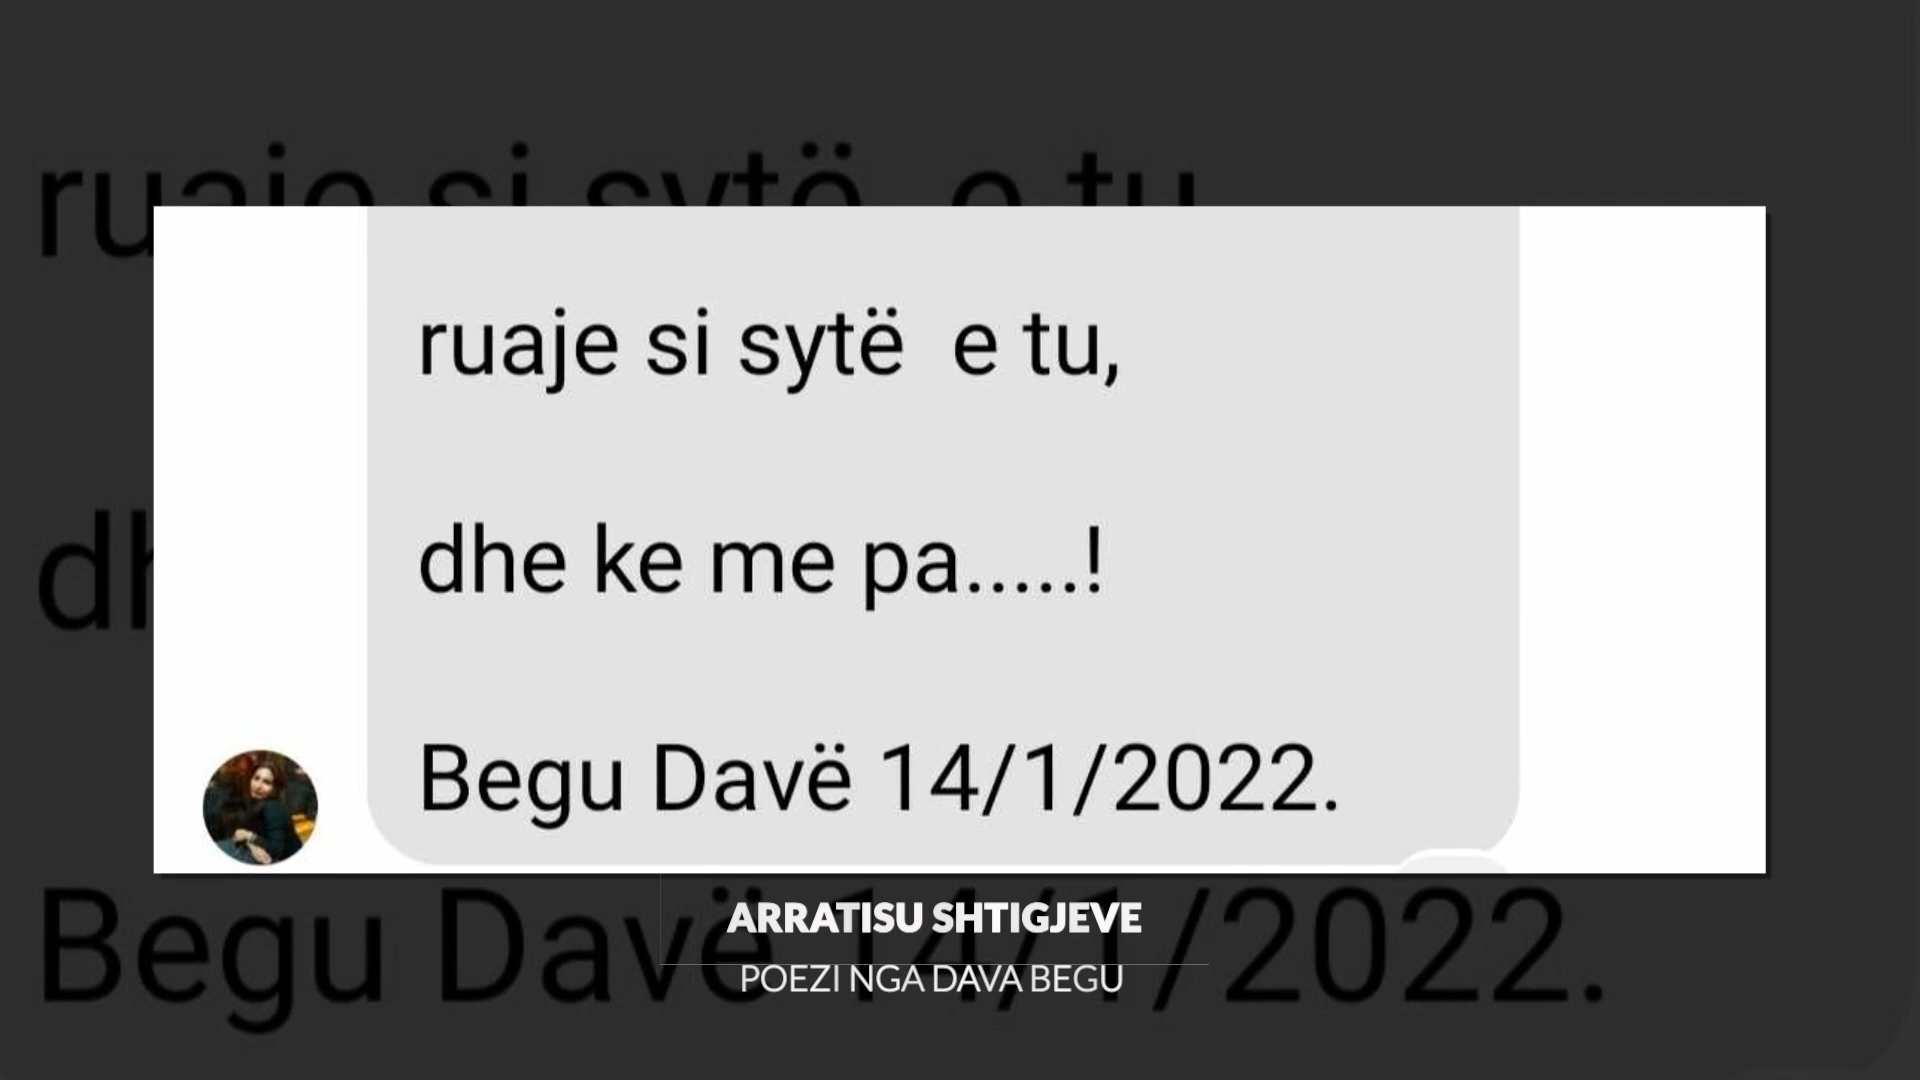 ruaje si sytë  e tu,
dhe ke me pa.....!
Begu Davë 14/1/2022.
ARRATISU SHTIGJEVE
POEZI NGA DAVA BEGU